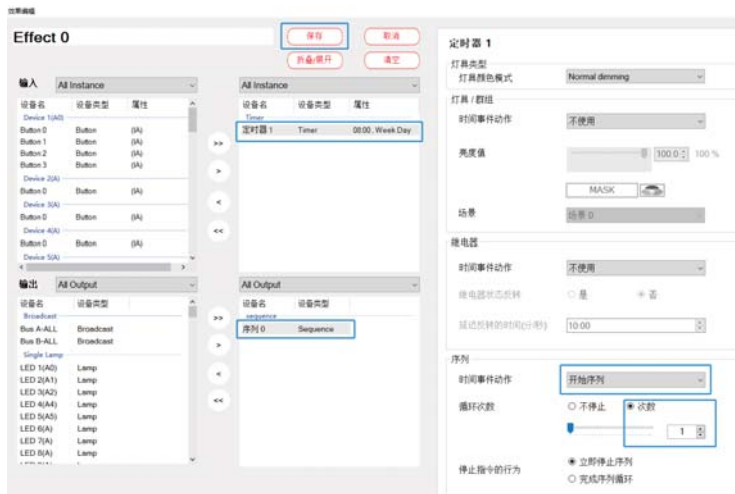 效果编辑
Effect 0
保存
取消
折叠/展开
清空
输入
All Instance
设备名 设备类型 属性
Device 1(A0)
Button 0 Button (IA)
Button 1 Button (IA)
Button 2 Button (IA)
Button 3 Button (IA)
Device 2(A)
Button 0 Button (IA)
Device 3(A)
Button 0 Button (IA)
Device 4(A)
Button 0 Button (IA)
Device 5(A)
>>
>
<
<<
All Instance
设备名 设备类型 属性
Timer
定时器 1 Timer 08:00 , Week Day
输出
All Output
设备名 设备类型
Broadcast
Bus A-ALL Broadcast
Bus B-ALL Broadcast
Single Lamp
LED 1(A0) Lamp
LED 2(A1) Lamp
LED 3(A2) Lamp
LED 4(A4) Lamp
LED 5(A5) Lamp
LED 6(A) Lamp
LED 7(A) Lamp
LED 8(A) Lamp
>>
>
<
<<
All Output
设备名 设备类型
sequence
序列 0 Sequence
定时器 1
灯具类型
灯具颜色模式 Normal dimming
灯具 / 群组
时间事件动作 不使用
亮度值 100.0 100 %
MASK
场景 场景 0
继电器
时间事件动作 不使用
继电器状态反转 是 否
延迟反转的时间(分/秒) 10:00
序列
时间事件动作 开始序列
循环次数 不停止 次数
1
停止指令的行为 立即停止序列
完成序列循环